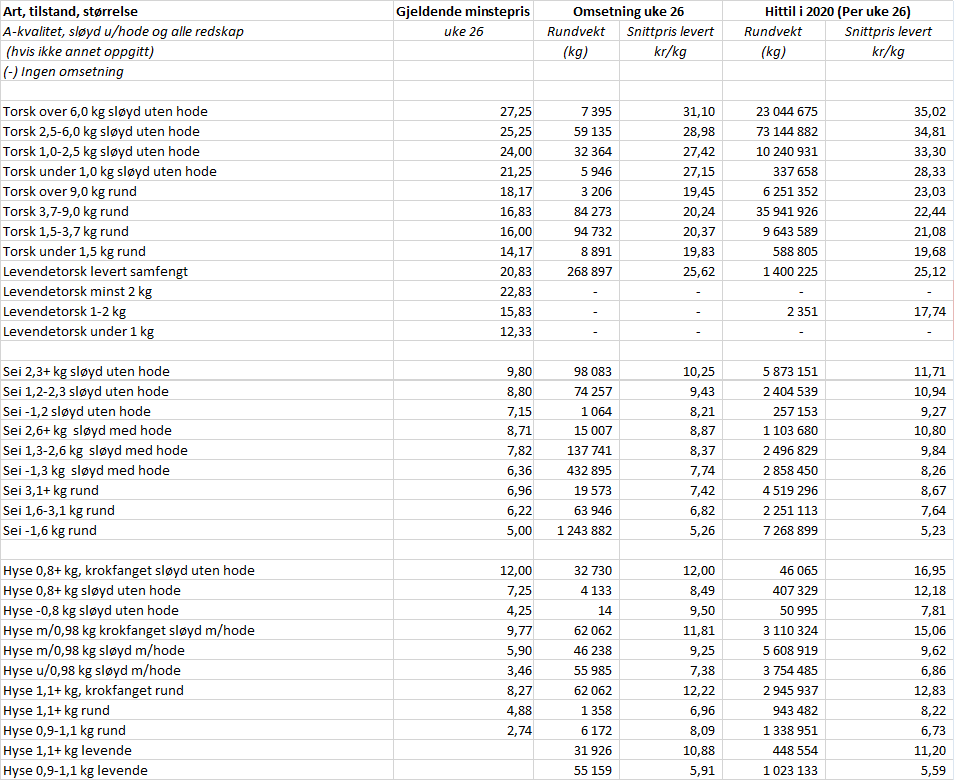 Art, tilstand, størrelse Gjeldende minstepris Omsetning uke 26 Hittil i 2020 (Per uke 26)
A-kvalitet, sløyd u/hode og alle redskap uke 26 Rundvekt Snittpris levert Rundvekt Snittpris levert
(hvis ikke annet oppgitt) (kg) kr/kg (kg) kr/kg
(-) Ingen omsetning
Torsk over 6,0 kg sløyd uten hode 27,25 7 395 31,10 23 044 675 35,02
Torsk 2,5-6,0 kg sløyd uten hode 25,25 59 135 28,98 73 144 882 34,81
Torsk 1,0-2,5 kg sløyd uten hode 24,00 32 364 27,42 10 240 931 33,30
Torsk under 1,0 kg sløyd uten hode 21,25 5 946 27,15 337 658 28,33
Torsk over 9,0 kg rund 18,17 3 206 19,45 6 251 352 23,03
Torsk 3,7-9,0 kg rund 16,83 84 273 20,24 35 941 926 22,44
Torsk 1,5-3,7 kg rund 16,00 94 732 20,37 9 643 589 21,08
Torsk under 1,5 kg rund 14,17 8 891 19,83 588 805 19,68
Levendetorsk levert samfengt 20,83 268 897 25,62 1 400 225 25,12
Levendetorsk minst 2 kg 22,83 - - - -
Levendetorsk 1-2 kg 15,83 - - 2 351 17,74
Levendetorsk under 1 kg 12,33 - - - -
Sei 2,3+ kg sløyd uten hode 9,80 98 083 10,25 5 873 151 11,71
Sei 1,2-2,3 sløyd uten hode 8,80 74 257 9,43 2 404 539 10,94
Sei -1,2 sløyd uten hode 7,15 1 064 8,21 257 153 9,27
Sei 2,6+ kg sløyd med hode 8,71 15 007 8,87 1 103 680 10,80
Sei 1,3-2,6 kg sløyd med hode 7,82 137 741 8,37 2 496 829 9,84
Sei -1,3 kg sløyd med hode 6,36 432 895 7,74 2 858 450 8,26
Sei 3,1+ kg rund 6,96 19 573 7,42 4 519 296 8,67
Sei 1,6-3,1 kg rund 6,22 63 946 6,82 2 251 113 7,64
Sei -1,6 kg rund 5,00 1 243 882 5,26 7 268 899 5,23
Hyse 0,8+ kg, krokfanget sløyd uten hode 12,00 32 730 12,00 46 065 16,95
Hyse 0,8+ kg sløyd uten hode 7,25 4 133 8,49 407 329 12,18
Hyse -0,8 kg sløyd uten hode 4,25 14 9,50 50 995 7,81
Hyse m/0,98 kg krokfanget sløyd m/hode 9,77 62 062 11,81 3 110 324 15,06
Hyse m/0,98 kg sløyd m/hode 5,90 46 238 9,25 5 608 919 9,62
Hyse u/0,98 kg sløyd m/hode 3,46 55 985 7,38 3 754 485 6,86
Hyse 1,1+ kg, krokfanget rund 8,27 62 062 12,22 2 945 937 12,83
Hyse 1,1+ kg rund 4,88 1 358 6,96 943 482 8,22
Hyse 0,9-1,1 kg rund 2,74 6 172 8,09 1 338 951 6,73
Hyse 1,1+ kg levende 31 926 10,88 448 554 11,20
Hyse 0,9-1,1 kg levende 55 159 5,91 1 023 133 5,59